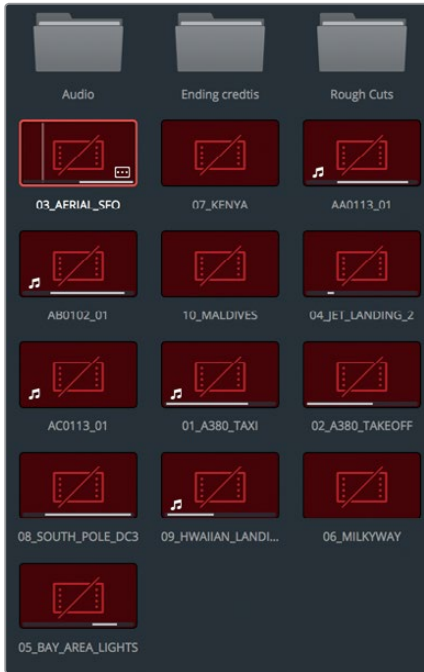 Audio
Ending credtis
Rough Cuts
03_AERIAL_SFO
07_KENYA
AA0113_01
AB0102_01
10_MALDIVES
04_JET_LANDING_2
AC0113_01
01_A380_TAXI
02_A380_TAKEOFF
08_SOUTH_POLE_DC3
09_HWAIIAN_LANDI...
06_MILKYWAY
05_BAY_AREA_LIGHTS